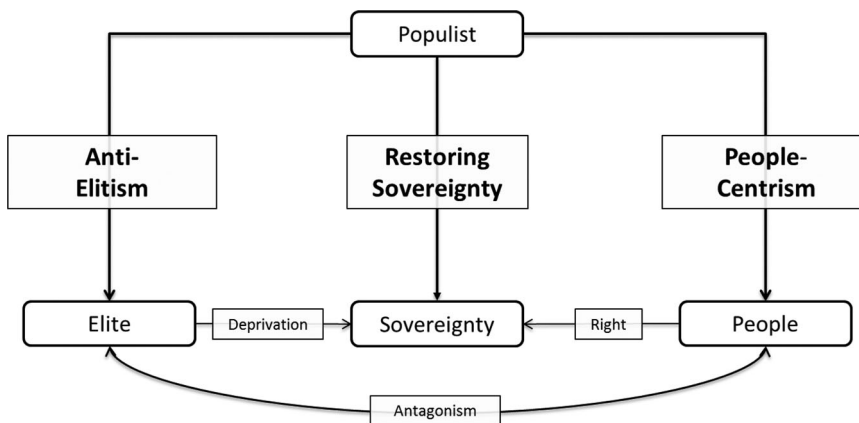 Populist
Anti-
Elitism
Restoring
Sovereignty
People-
Centrism
Elite
Deprivation
Sovereignty
Right
People
Antagonism